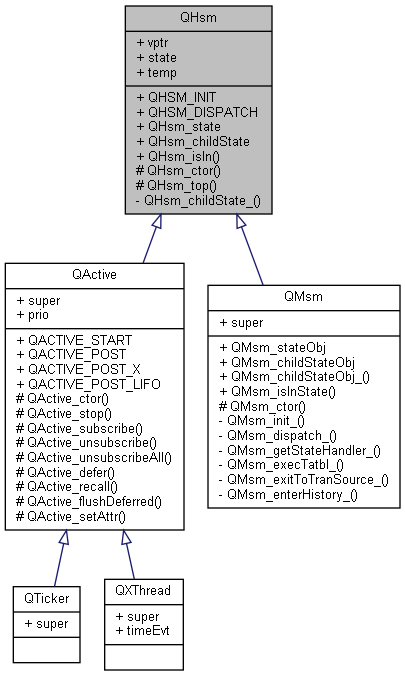 QHsm
+ vptr
+ state
+ temp
+ QHSM_INIT
+ QHSM_DISPATCH
+ QHsm_state
+ QHsm_childState
+ QHsm_isIn()
# QHsm_ctor()
# QHsm_top()
- QHsm_childState_()
QActive
+ super
+ prio
+ QACTIVE_START
+ QACTIVE_POST
+ QACTIVE_POST_X
+ QACTIVE_POST_LIFO
# QActive_ctor()
# QActive_stop()
# QActive_subscribe()
# QActive_unsubscribe()
# QActive_unsubscribeAll()
# QActive_defer()
# QActive_recall()
# QActive_flushDeferred()
# QActive_setAttr()
QMsm
+ super
+ QMsm_stateObj
+ QMsm_childStateObj
+ QMsm_childStateObj_()
+ QMsm_isInState()
# QMsm_ctor()
- QMsm_init_()
- QMsm_dispatch_()
- QMsm_getStateHandler_()
- QMsm_execTatbl_()
- QMsm_exitToTranSource_()
- QMsm_enterHistory_()
QTicker
+ super
QXThread
+ super
+ timeEvt